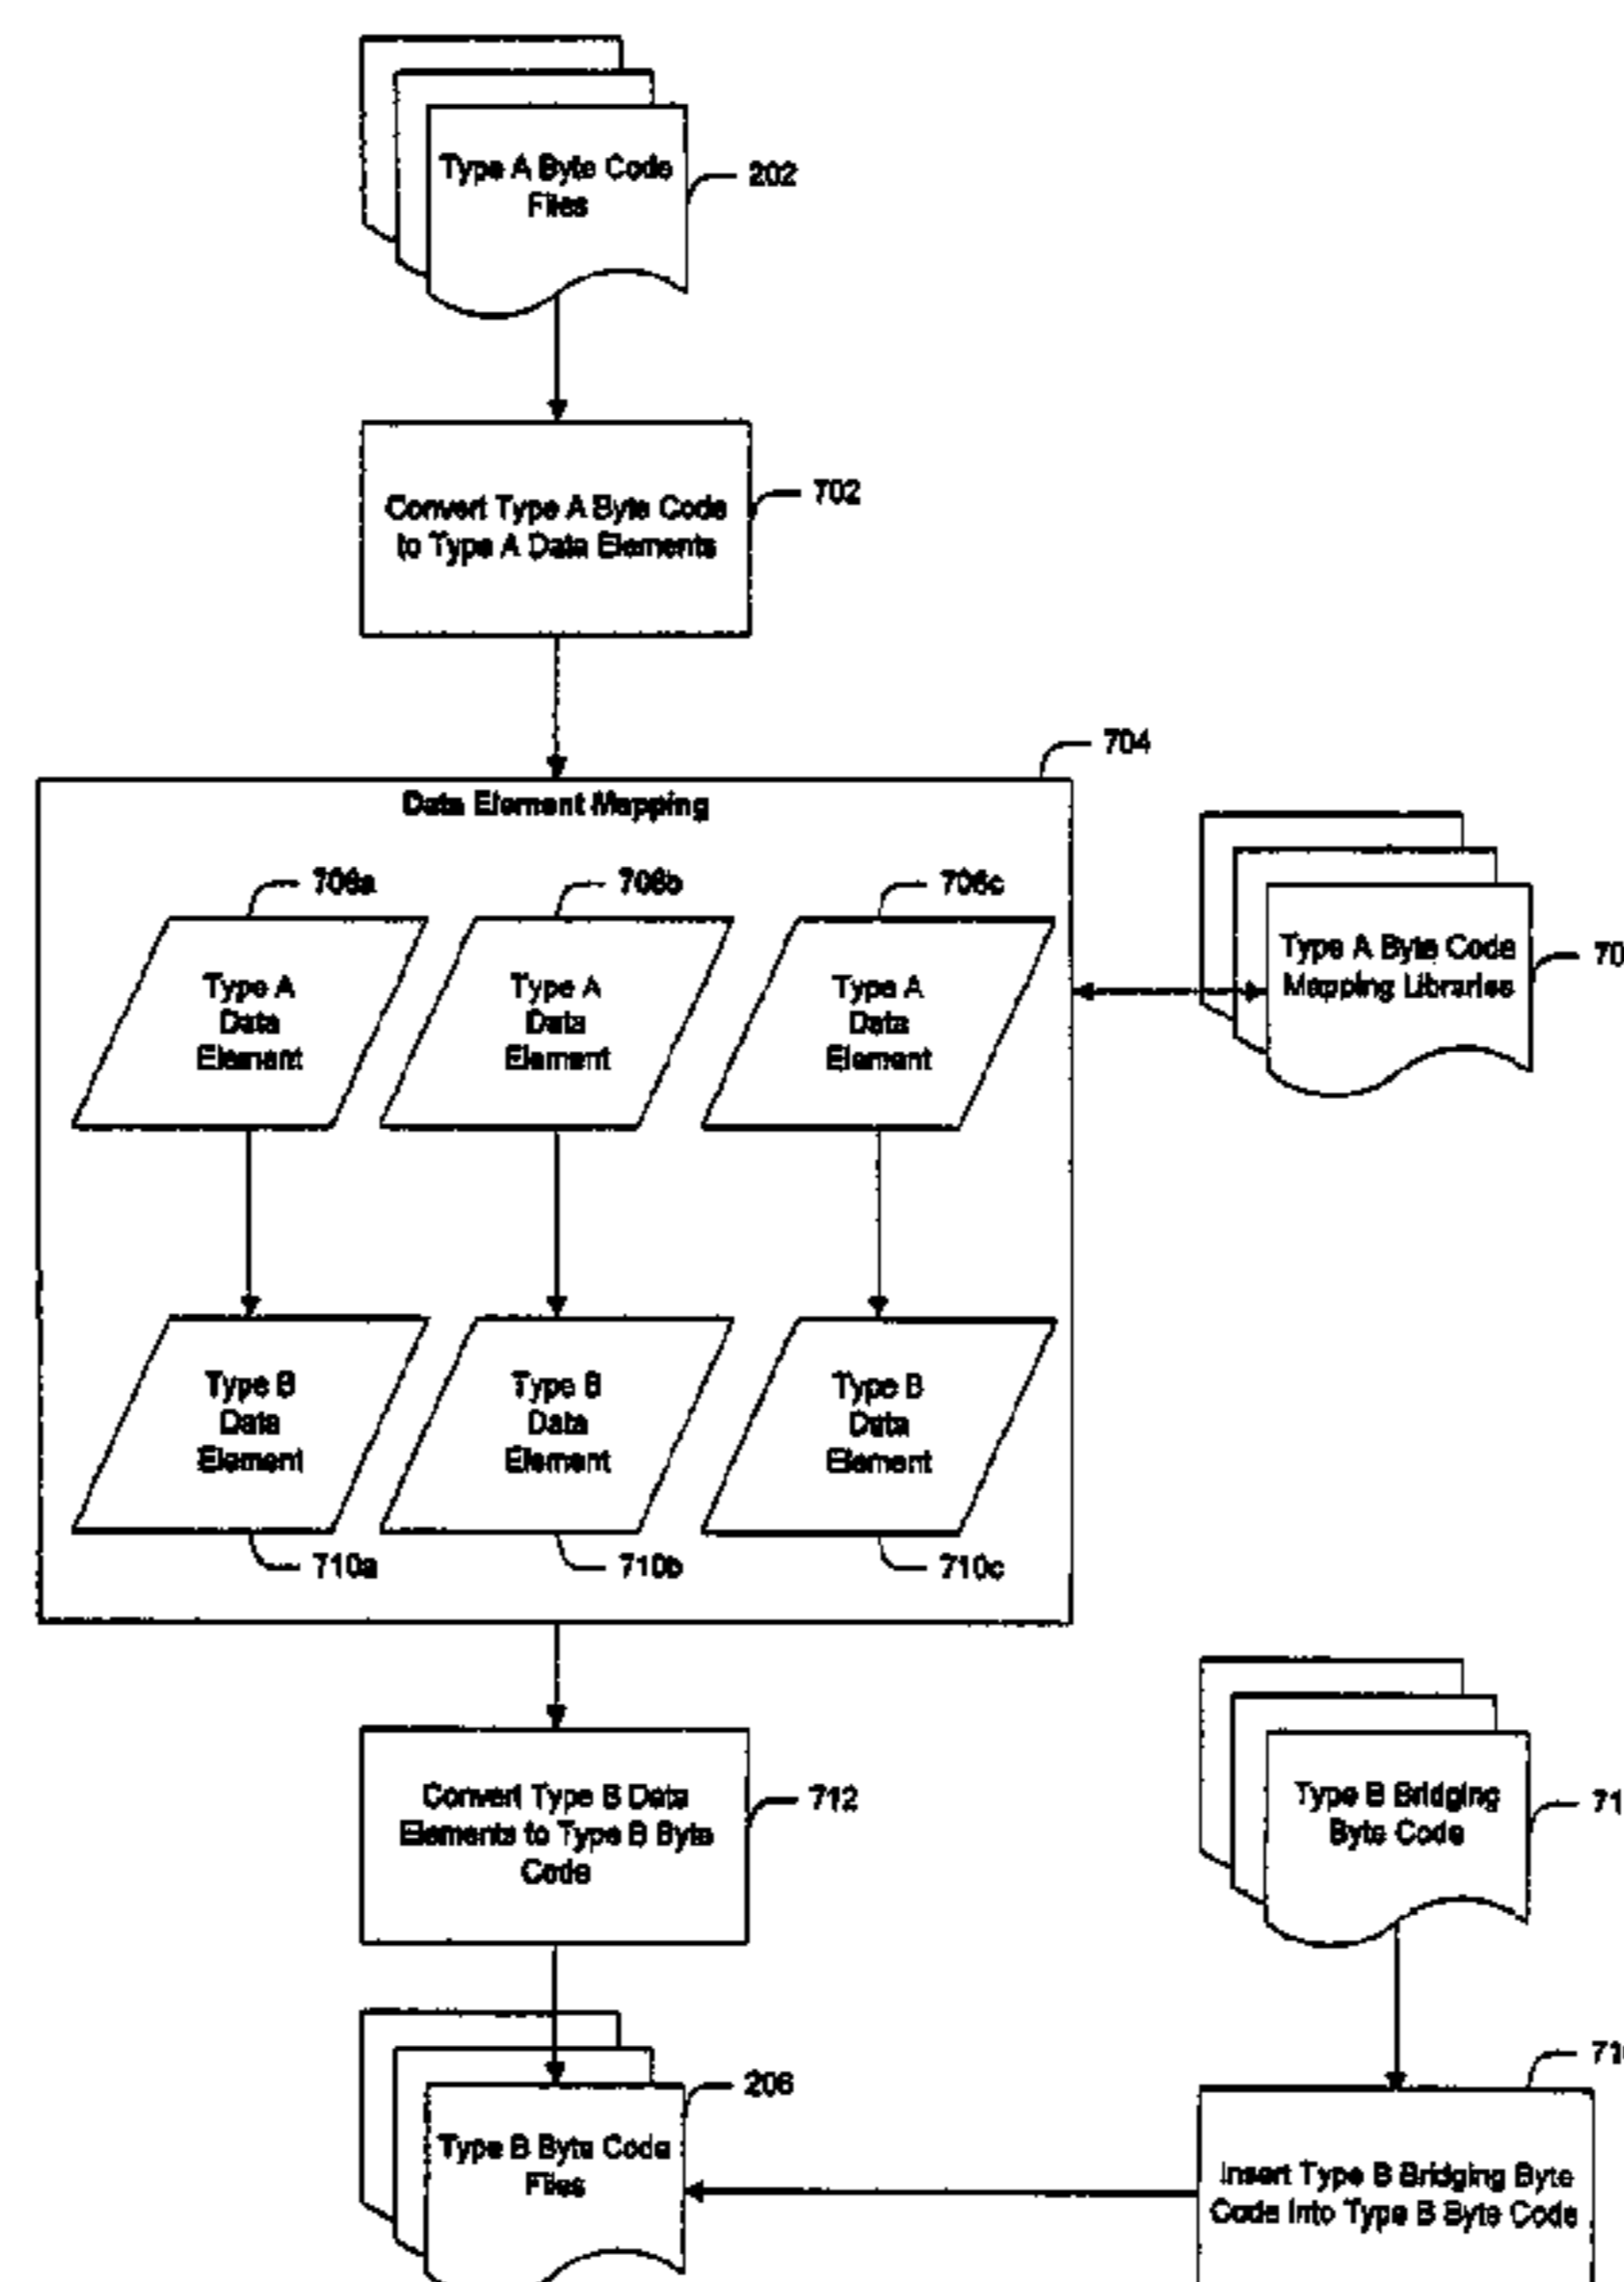 Type A Byte Code
Files
202
Convert Type A Byte Code
to Type A Data Elements
702
704
Data Element Mapping
Type A
Data
Element
Type A
Data
Element
706c
Type A
Data
Element
Type A Byte Code
Mapping Libraries
70
Type B
Data
Element
710a
Type B
Data
Element
710b
Type B
Data
Element
710c
Convert Type B Data
Elements to Type B Byte
Code
712
Type B Bridging
Byte Code
71
Type B Byte Code
Files
206
71
Insert Type B Bridging Byte
Code Into Type B Byte Code